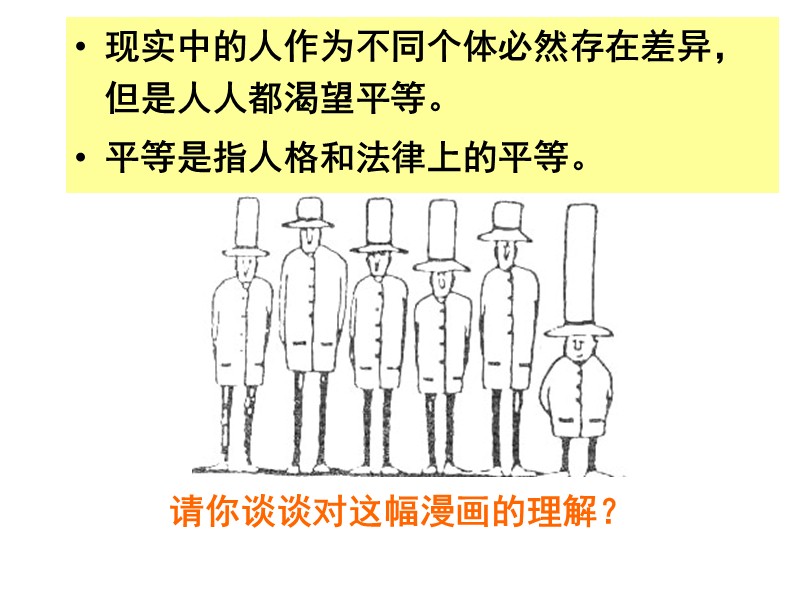 • 现实中的人作为不同个体必然存在差异，
但是人人都渴望平等。
• 平等是指人格和法律上的平等。
请你谈谈对这幅漫画的理解？